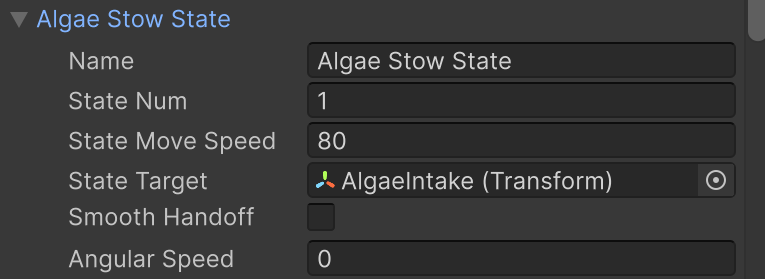 Algae Stow State
Name Algae Stow State
State Num 1
State Move Speed 80
State Target AlgaeIntake (Transform)
Smooth Handoff
Angular Speed 0